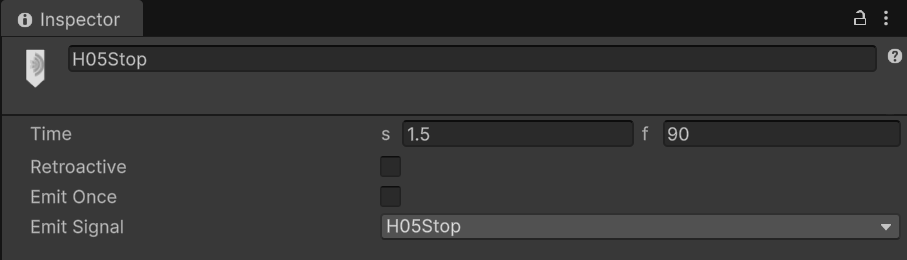 Inspector
H05Stop
Time s 1.5 f 90
Retroactive
Emit Once
Emit Signal H05Stop